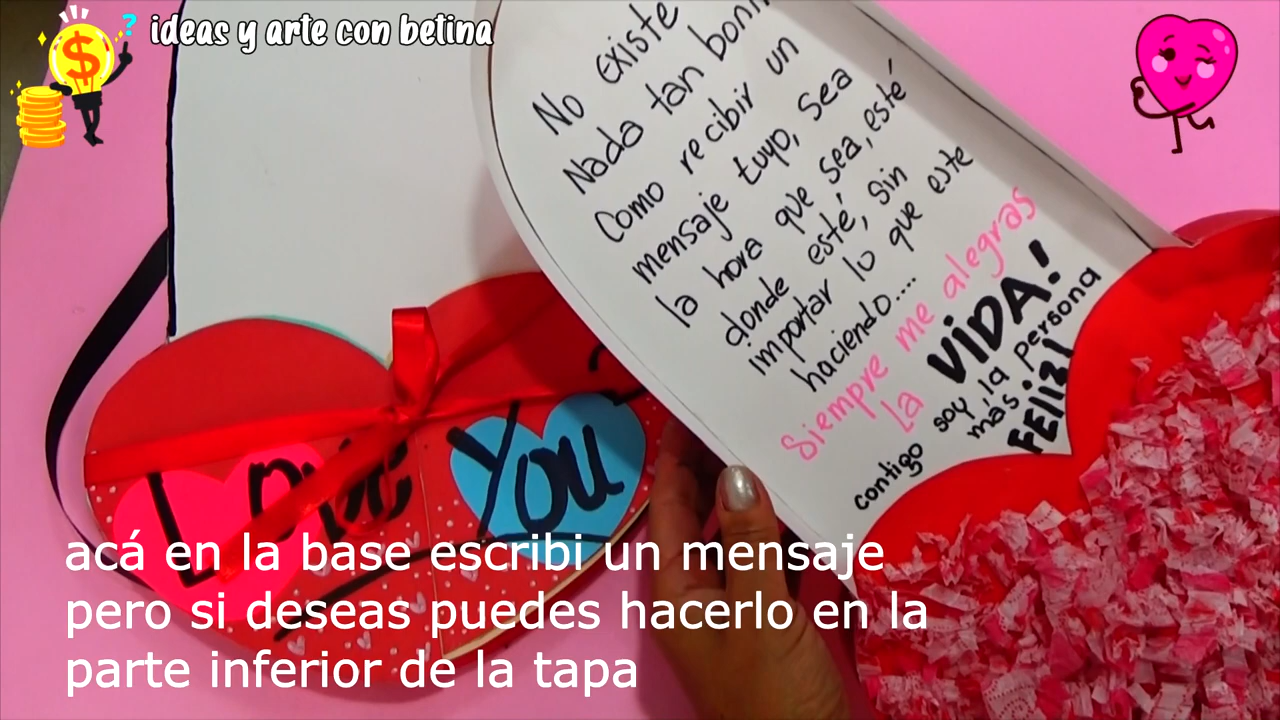 ideas y arte con betina
$
?
No existe
Nada tan
Como recibir un
mensaje tuyo, sea
la hora que sea, esté
donde esté, sin
importar lo que este
haciendo....
Siempre me alegras
la VIDA!
contigo soy la persona
más
FELIZ!
Love You
acá en la base escribi un mensaje
pero si deseas puedes hacerlo en la
parte inferior de la tapa